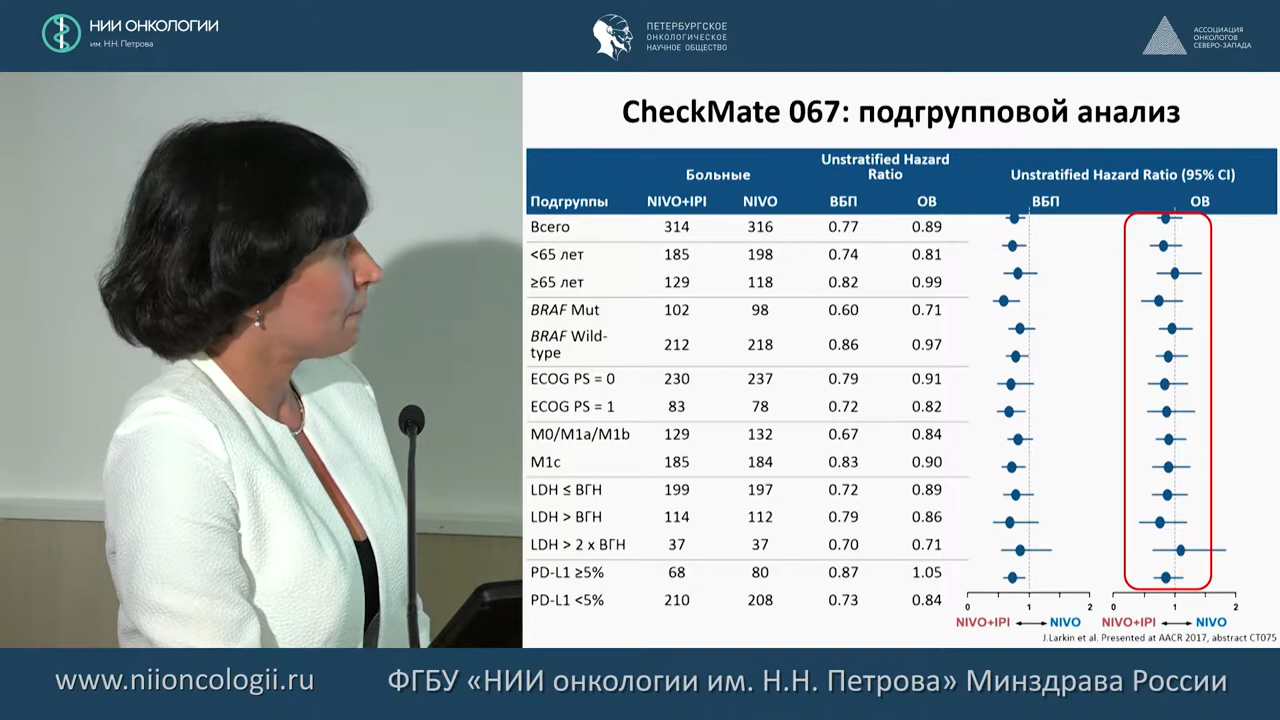 НИИ ОНКОЛОГИИ
им. Н.Н. Петрова
ПЕТЕРБУРГСКОЕ
ОНКОЛОГИЧЕСКОЕ
НАУЧНОЕ ОБЩЕСТВО
АССОЦИАЦИЯ
ОНКОЛОГОВ
СЕВЕРО-ЗАПАДА
CheckMate 067: подгрупповой анализ
Больные
Unstratified Hazard
Ratio
Unstratified Hazard Ratio (95% CI)
Подгруппы NIVO+IPI NIVO ВБП ОВ ВБП ОВ
Всего 314 316 0.77 0.89
<65 лет 185 198 0.74 0.81
≥65 лет 129 118 0.82 0.99
BRAF Mut 102 98 0.60 0.71
BRAF Wild-
type 212 218 0.86 0.97
ECOG PS = 0 230 237 0.79 0.91
ECOG PS = 1 83 78 0.72 0.82
M0/M1a/M1b 129 132 0.67 0.84
M1c 185 184 0.83 0.90
LDH ≤ ВГН 199 197 0.72 0.89
LDH > ВГН 114 112 0.79 0.86
LDH > 2 x ВГН 37 37 0.70 0.71
PD-L1 ≥5% 68 80 0.87 1.05
PD-L1 <5% 210 208 0.73 0.84
0 1 2 0 1 2
NIVO+IPI NIVO NIVO+IPI NIVO
J.Larkin et al. Presented at AACR 2017, abstract CT075
www.niioncologii.ru ФГБУ «НИИ онкологии им. Н.Н. Петрова» Минздрава России